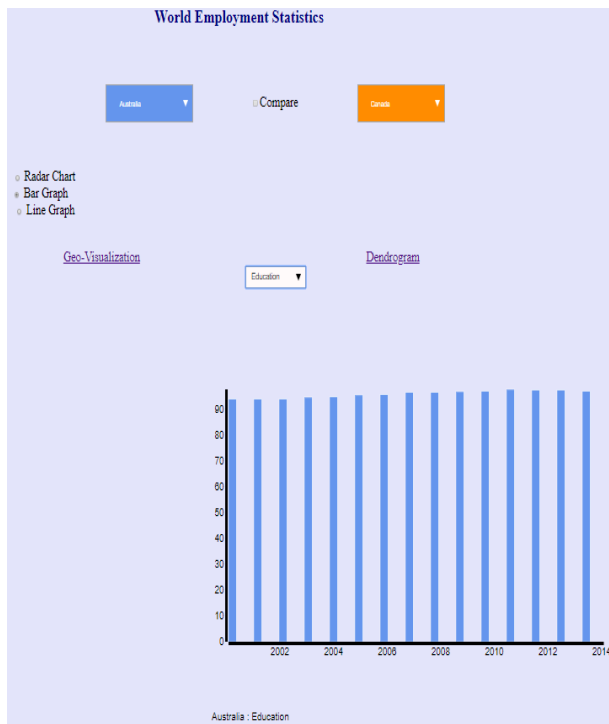 World Employment Statistics
Australia ▼
Compare
Canada ▼
Radar Chart
Bar Graph
Line Graph
Geo-Visualization
Dendrogram
Education ▼
90
80
70
60
50
40
30
20
10
0
2002 2004 2006 2008 2010 2012 2014
Australia : Education